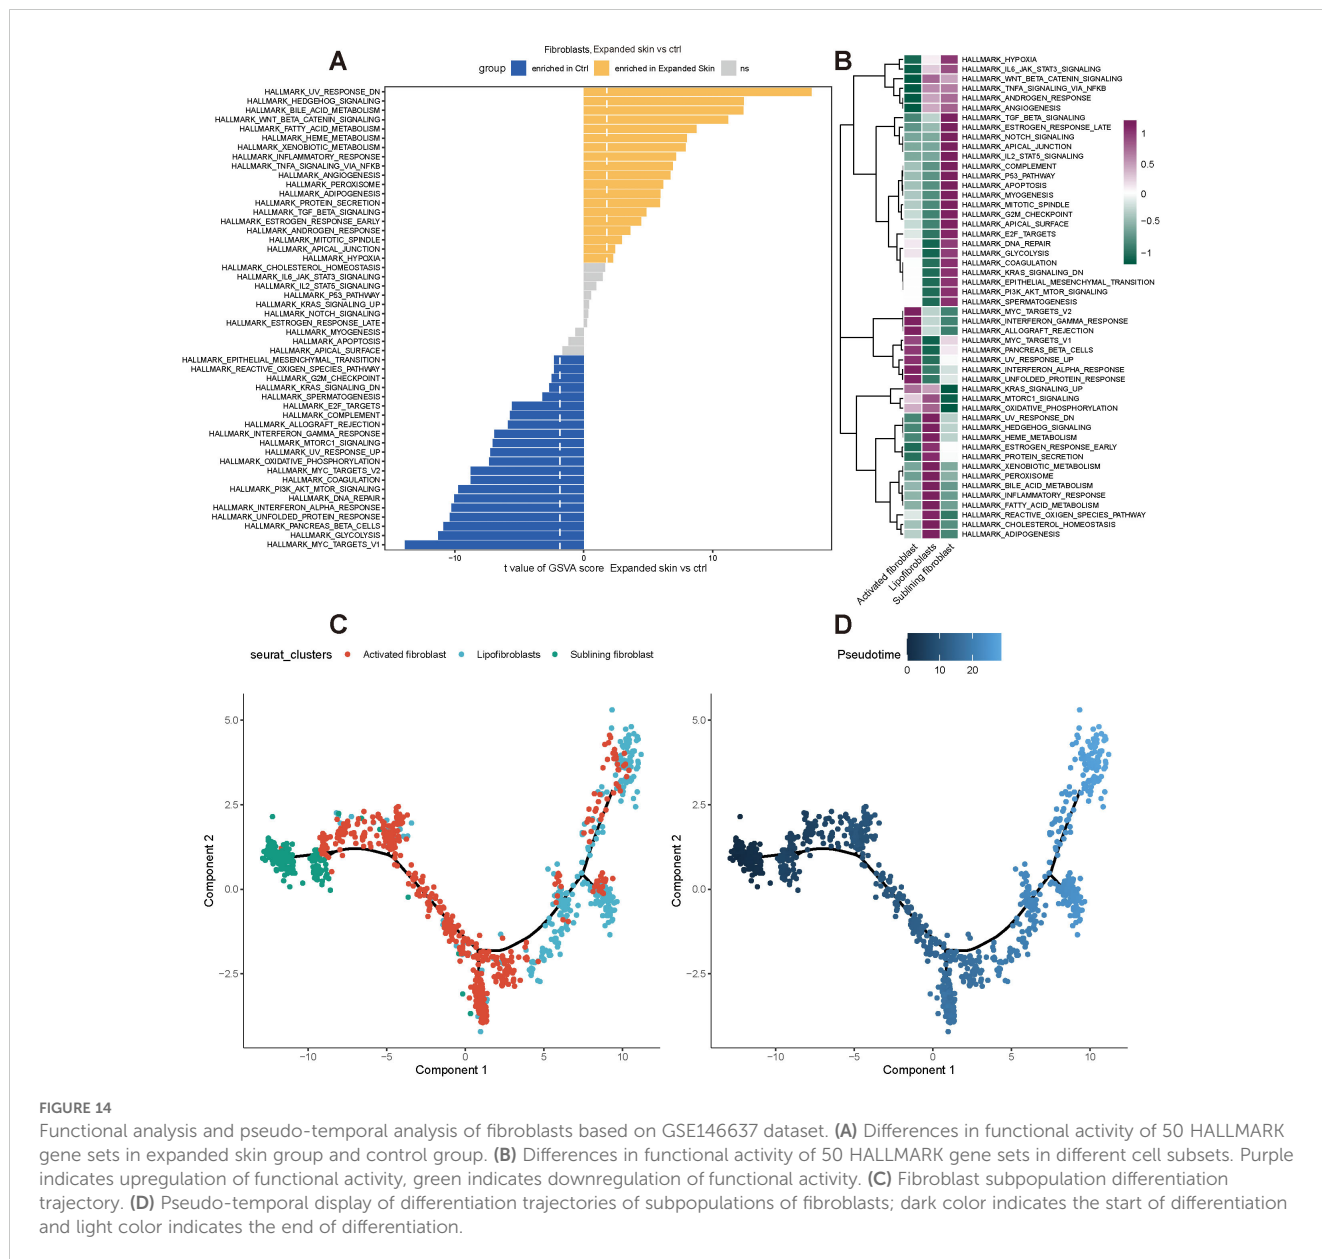 A
Fibroblasts, Expanded skin vs ctrl
group
enriched in Ctrl
enriched in Expanded Skin
ns
HALLMARK_UV_RESPONSE_DN
HALLMARK_HEDGEHOG_SIGNALING
HALLMARK_BILE_ACID_METABOLISM
HALLMARK_WNT_BETA_CATENIN_SIGNALING
HALLMARK_FATTY_ACID_METABOLISM
HALLMARK_HEME_METABOLISM
HALLMARK_XENOBIOTIC_METABOLISM
HALLMARK_INFLAMMATORY_RESPONSE
HALLMARK_TNFA_SIGNALING_VIA_NFKB
HALLMARK_ANGIOGENESIS
HALLMARK_PEROXISOME
HALLMARK_ADIPOGENESIS
HALLMARK_PROTEIN_SECRETION
HALLMARK_TGF_BETA_SIGNALING
HALLMARK_ESTROGEN_RESPONSE_EARLY
HALLMARK_ANDROGEN_RESPONSE
HALLMARK_MITOTIC_SPINDLE
HALLMARK_APICAL_JUNCTION
HALLMARK_HYPOXIA
HALLMARK_CHOLESTEROL_HOMEOSTASIS
HALLMARK_IL6_JAK_STAT3_SIGNALING
HALLMARK_IL2_STAT5_SIGNALING
HALLMARK_P53_PATHWAY
HALLMARK_KRAS_SIGNALING_UP
HALLMARK_NOTCH_SIGNALING
HALLMARK_ESTROGEN_RESPONSE_LATE
HALLMARK_MYOGENESIS
HALLMARK_APOPTOSIS
HALLMARK_APICAL_SURFACE
HALLMARK_EPITHELIAL_MESENCHYMAL_TRANSITION
HALLMARK_REACTIVE_OXIGEN_SPECIES_PATHWAY
HALLMARK_G2M_CHECKPOINT
HALLMARK_KRAS_SIGNALING_DN
HALLMARK_SPERMATOGENESIS
HALLMARK_E2F_TARGETS
HALLMARK_COMPLEMENT
HALLMARK_ALLOGRAFT_REJECTION
HALLMARK_INTERFERON_GAMMA_RESPONSE
HALLMARK_MTORC1_SIGNALING
HALLMARK_UV_RESPONSE_UP
HALLMARK_OXIDATIVE_PHOSPHORYLATION
HALLMARK_MYC_TARGETS_V2
HALLMARK_COAGULATION
HALLMARK_PI3K_AKT_MTOR_SIGNALING
HALLMARK_DNA_REPAIR
HALLMARK_INTERFERON_ALPHA_RESPONSE
HALLMARK_UNFOLDED_PROTEIN_RESPONSE
HALLMARK_PANCREAS_BETA_CELLS
HALLMARK_GLYCOLYSIS
HALLMARK_MYC_TARGETS_V1
−10 0 10
t value of GSVA score Expanded skin vs ctrl
B
HALLMARK_HYPOXIA
HALLMARK_IL6_JAK_STAT3_SIGNALING
HALLMARK_WNT_BETA_CATENIN_SIGNALING
HALLMARK_TNFA_SIGNALING_VIA_NFKB
HALLMARK_ANDROGEN_RESPONSE
HALLMARK_ANGIOGENESIS
HALLMARK_TGF_BETA_SIGNALING
HALLMARK_ESTROGEN_RESPONSE_LATE
HALLMARK_NOTCH_SIGNALING
HALLMARK_APICAL_JUNCTION
HALLMARK_IL2_STAT5_SIGNALING
HALLMARK_COMPLEMENT
HALLMARK_P53_PATHWAY
HALLMARK_APOPTOSIS
HALLMARK_MYOGENESIS
HALLMARK_MITOTIC_SPINDLE
HALLMARK_G2M_CHECKPOINT
HALLMARK_APICAL_SURFACE
HALLMARK_E2F_TARGETS
HALLMARK_DNA_REPAIR
HALLMARK_GLYCOLYSIS
HALLMARK_COAGULATION
HALLMARK_KRAS_SIGNALING_DN
HALLMARK_EPITHELIAL_MESENCHYMAL_TRANSITION
HALLMARK_PI3K_AKT_MTOR_SIGNALING
HALLMARK_SPERMATOGENESIS
HALLMARK_MYC_TARGETS_V2
HALLMARK_INTERFERON_GAMMA_RESPONSE
HALLMARK_ALLOGRAFT_REJECTION
HALLMARK_MYC_TARGETS_V1
HALLMARK_PANCREAS_BETA_CELLS
HALLMARK_UV_RESPONSE_UP
HALLMARK_INTERFERON_ALPHA_RESPONSE
HALLMARK_UNFOLDED_PROTEIN_RESPONSE
HALLMARK_KRAS_SIGNALING_UP
HALLMARK_MTORC1_SIGNALING
HALLMARK_OXIDATIVE_PHOSPHORYLATION
HALLMARK_UV_RESPONSE_DN
HALLMARK_HEDGEHOG_SIGNALING
HALLMARK_HEME_METABOLISM
HALLMARK_ESTROGEN_RESPONSE_EARLY
HALLMARK_PROTEIN_SECRETION
HALLMARK_XENOBIOTIC_METABOLISM
HALLMARK_PEROXISOME
HALLMARK_BILE_ACID_METABOLISM
HALLMARK_INFLAMMATORY_RESPONSE
HALLMARK_FATTY_ACID_METABOLISM
HALLMARK_REACTIVE_OXIGEN_SPECIES_PATHWAY
HALLMARK_CHOLESTEROL_HOMEOSTASIS
HALLMARK_ADIPOGENESIS
1
0.5
0
−0.5
−1
Activated fibroblast
Lipofibroblasts
Sublining fibroblast
C
seurat_clusters
Activated fibroblast
Lipofibroblasts
Sublining fibroblast
5.0
2.5
0.0
−2.5
Component 2
−10 −5 0 5 10
Component 1
D
Pseudotime
0 10 20
5.0
2.5
0.0
−2.5
Component 2
−10 −5 0 5 10
Component 1
FIGURE 14
Functional analysis and pseudo-temporal analysis of fibroblasts based on GSE146637 dataset. (A) Differences in functional activity of 50 HALLMARK
gene sets in expanded skin group and control group. (B) Differences in functional activity of 50 HALLMARK gene sets in different cell subsets. Purple
indicates upregulation of functional activity, green indicates downregulation of functional activity. (C) Fibroblast subpopulation differentiation
trajectory. (D) Pseudo-temporal display of differentiation trajectories of subpopulations of fibroblasts; dark color indicates the start of differentiation
and light color indicates the end of differentiation.